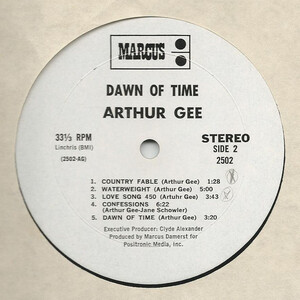 MARCUS
DAWN OF TIME
ARTHUR GEE
33⅓ RPM
Linchris (BMI)
(2502-AG)
STEREO
SIDE 2
2502
1. COUNTRY FABLE (Arthur Gee) 1:28
2. WATERWEIGHT (Arthur Gee) 5:00
3. LOVE SONG 450 (Artuhr Gee) 3:43
4. CONFESSIONS 6:22
(Arthur Gee-Jane Schowler)
5. DAWN OF TIME (Arthur Gee) 3:20
Executive Producer: Clyde Alexander
Produced by Marcus Damerst for
Positronic Media, Inc.